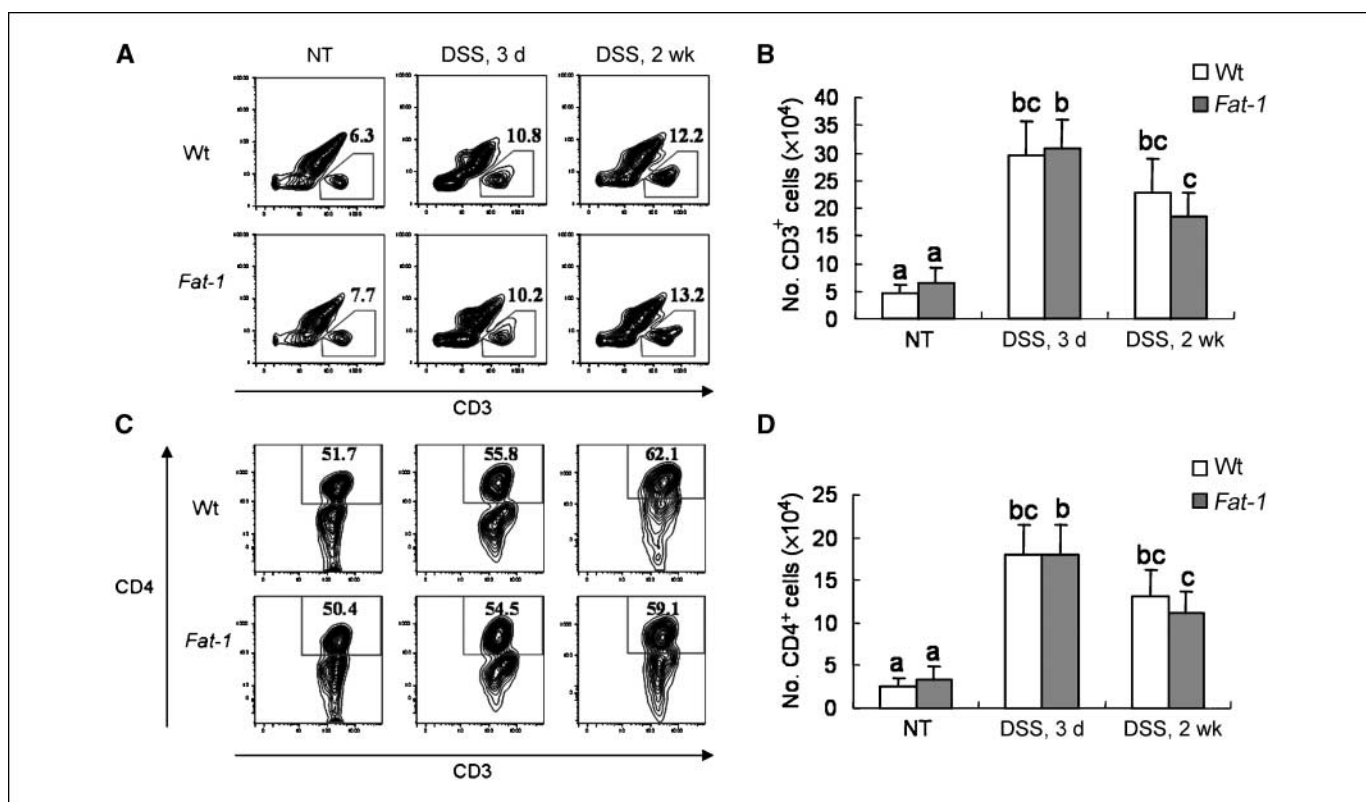 A
NT
DSS, 3 d
DSS, 2 wk
Wt
6.3
10.8
12.2
Fat-1
7.7
10.2
13.2
CD3
B
Wt
Fat-1
No. CD3+ cells (×10⁴)
40
35
30
25
20
15
10
5
0
a
a
bc
b
bc
c
NT
DSS, 3 d
DSS, 2 wk
C
CD4
Wt
51.7
55.8
62.1
Fat-1
50.4
54.5
59.1
CD3
D
Wt
Fat-1
No. CD4+ cells (×10⁴)
25
20
15
10
5
0
a
a
bc
b
bc
c
NT
DSS, 3 d
DSS, 2 wk